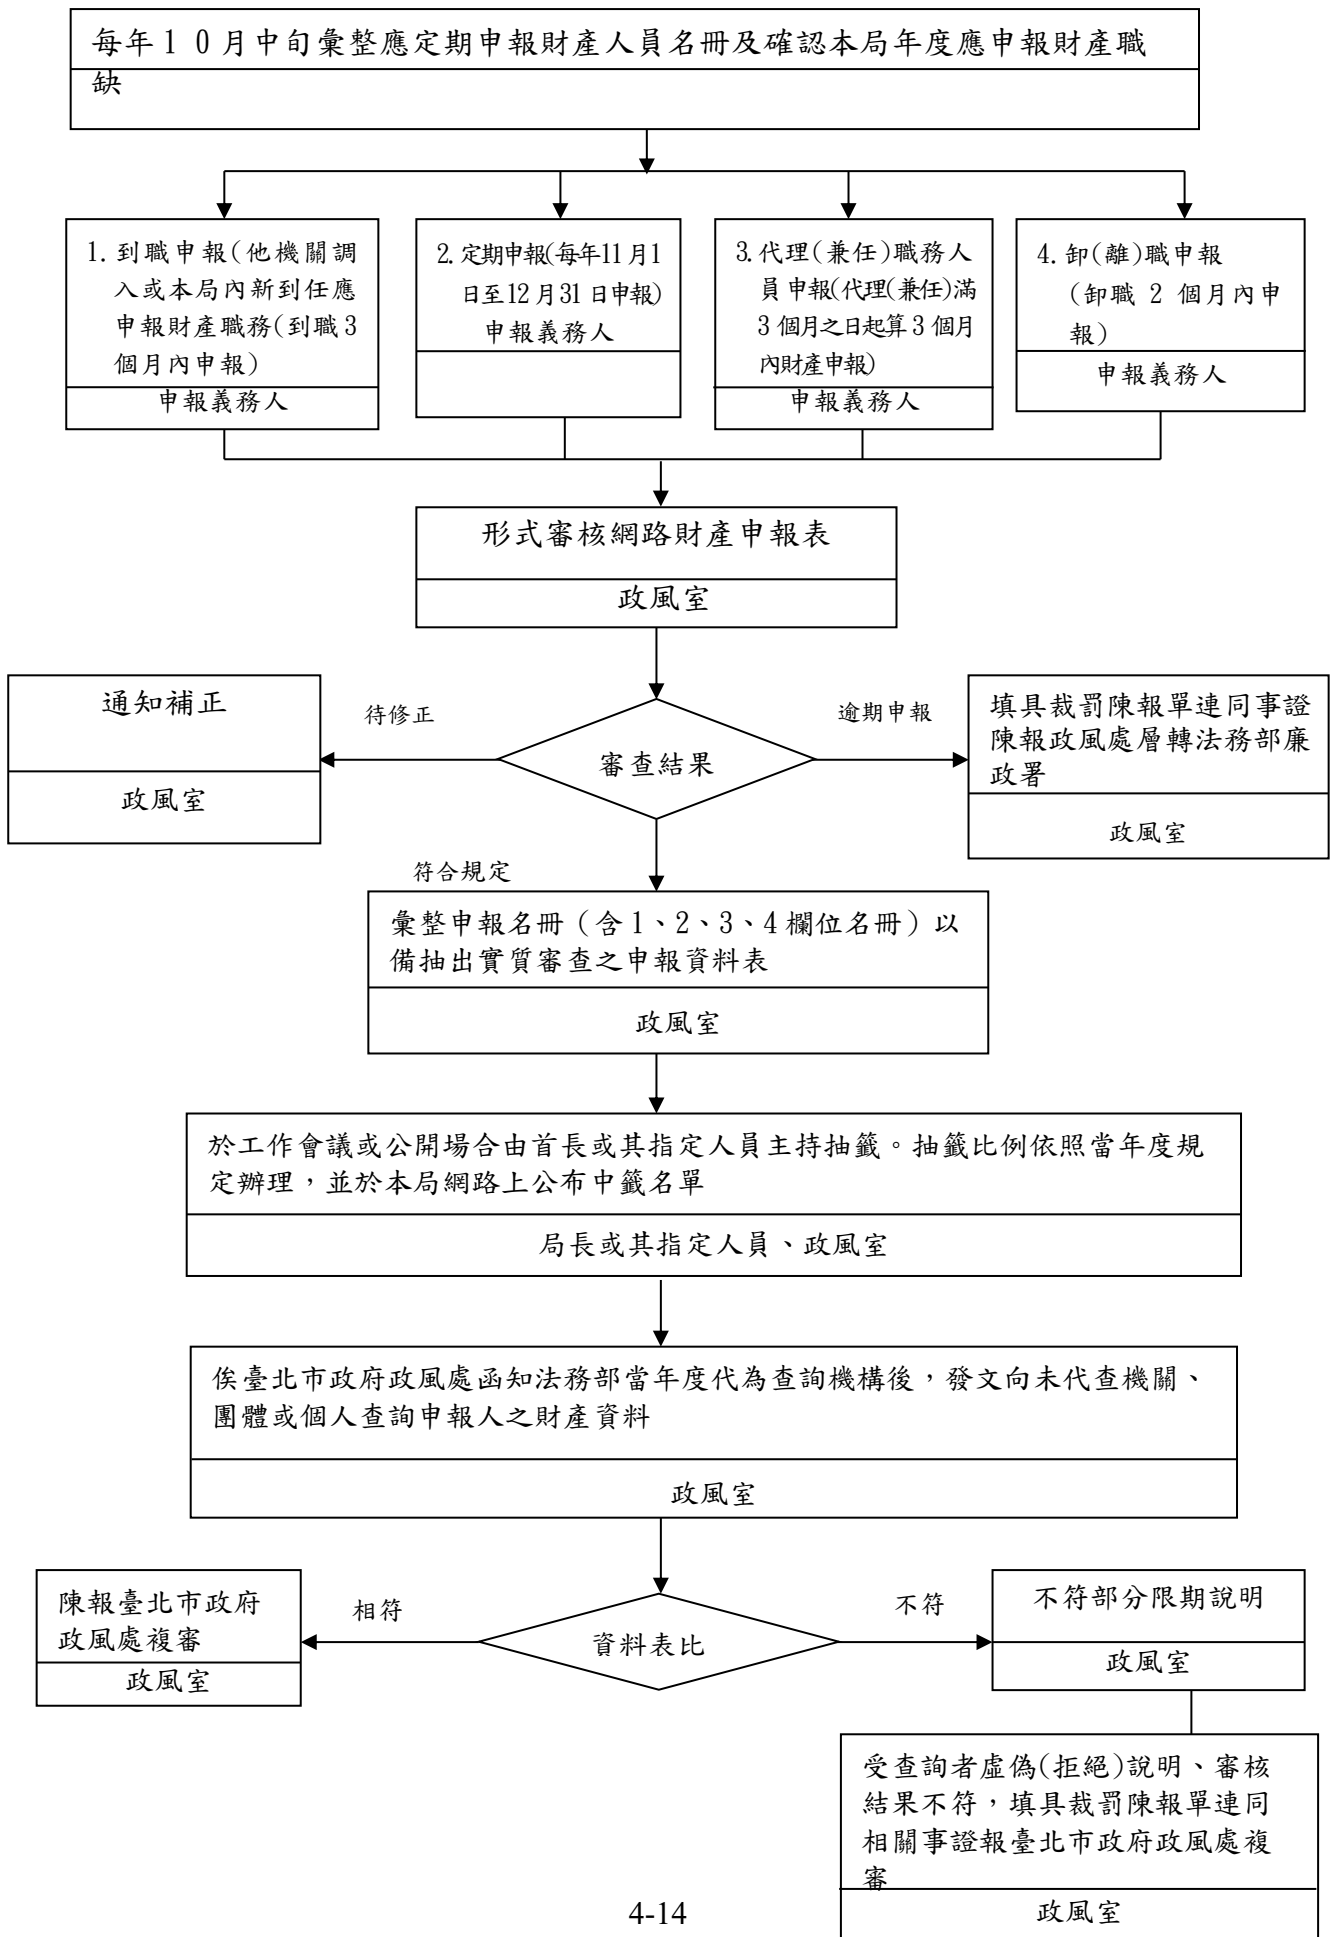 每年10月中旬彙整應定期申報財產人員名冊及確認本局年度應申報財產職
缺
1. 到職申報(他機關調
入或本局內新到任應
申報財產職務(到職3
個月內申報)
申報義務人
2. 定期申報(每年11月1
日至12月31日申報)
申報義務人
3. 代理(兼任)職務人
員申報(代理(兼任)滿
3個月之日起算3個月
內財產申報)
申報義務人
4. 卸(離)職申報
(卸職 2 個月內申
報)
申報義務人
形式審核網路財產申報表
政風室
通知補正
政風室
待修正
審查結果
逾期申報
填具裁罰陳報單連同事證
陳報政風處層轉法務部廉
政署
政風室
符合規定
彙整申報名冊（含1、2、3、4欄位名冊）以
備抽出實質審查之申報資料表
政風室
於工作會議或公開場合由首長或其指定人員主持抽籤。抽籤比例依照當年度規
定辦理，並於本局網路上公布中籤名單
局長或其指定人員、政風室
俟臺北市政府政風處函知法務部當年度代為查詢機構後，發文向未代查機關、
團體或個人查詢申報人之財產資料
政風室
陳報臺北市政府
政風處複審
政風室
相符
資料表比
不符
不符部分限期說明
政風室
受查詢者虛偽(拒絕)說明、審核
結果不符，填具裁罰陳報單連同
相關事證報臺北市政府政風處複
審
政風室
4-14